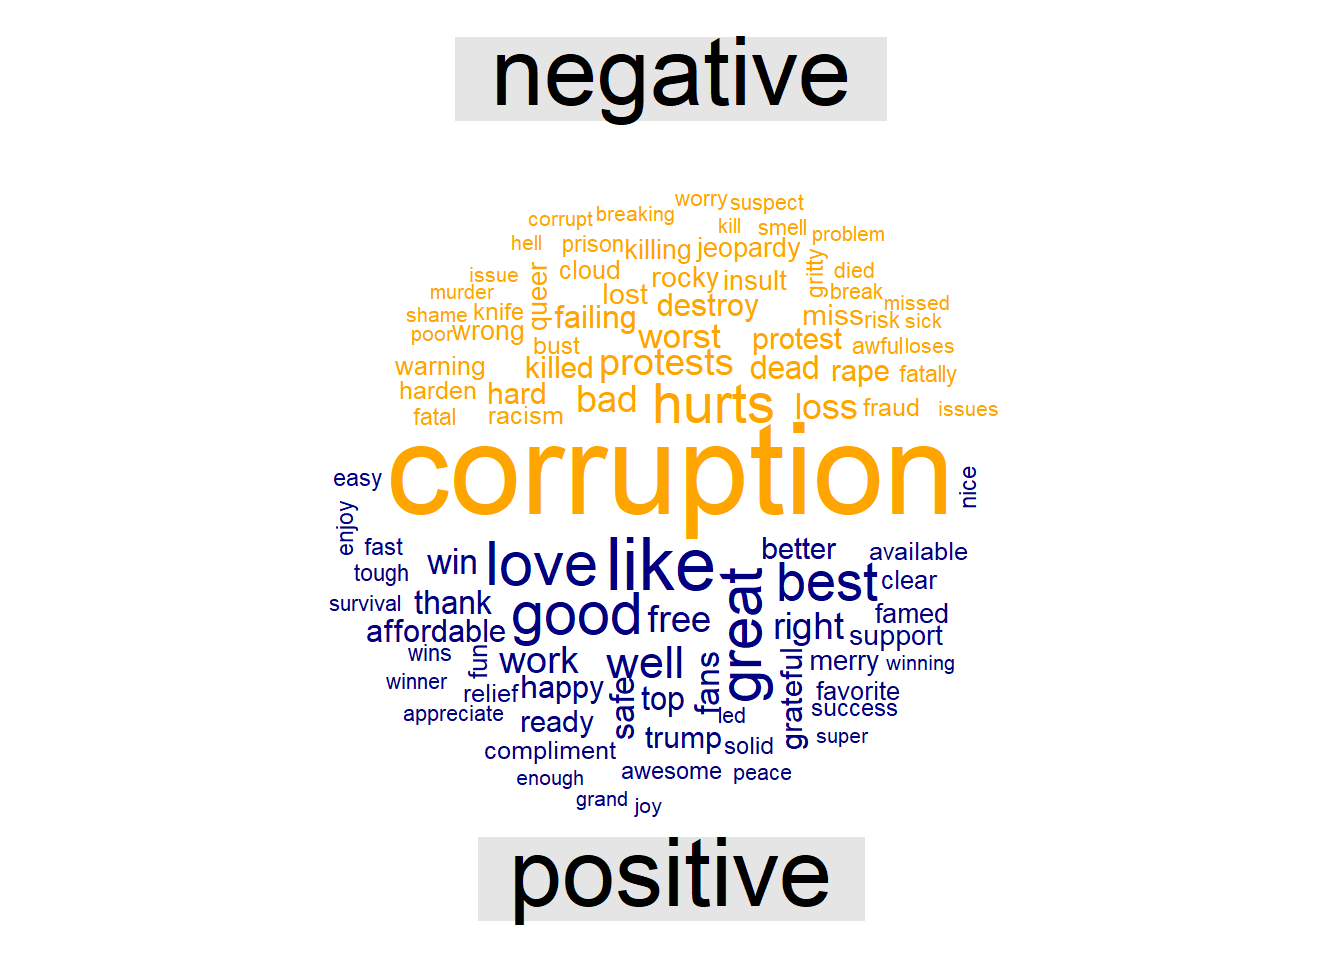 negative
worry suspect
corrupt breaking
kill smell problem
hell prison killing jeopardy
issue cloud rocky insult gritty died
murder queer lost destroy break missed
shame knife failing miss risk sick
poor wrong worst protest
bust protests awful loses
warning killed dead rape fatally
harden hard bad hurts loss fraud issues
fatal racism
corruption
easy nice
enjoy
fast win love like better available
tough best clear
survival thank good free great right famed
affordable support
wins fun work well merry winning
winner relief happy safe top fans grateful favorite
appreciate ready led success
trump solid super
compliment
enough awesome peace
grand joy
positive